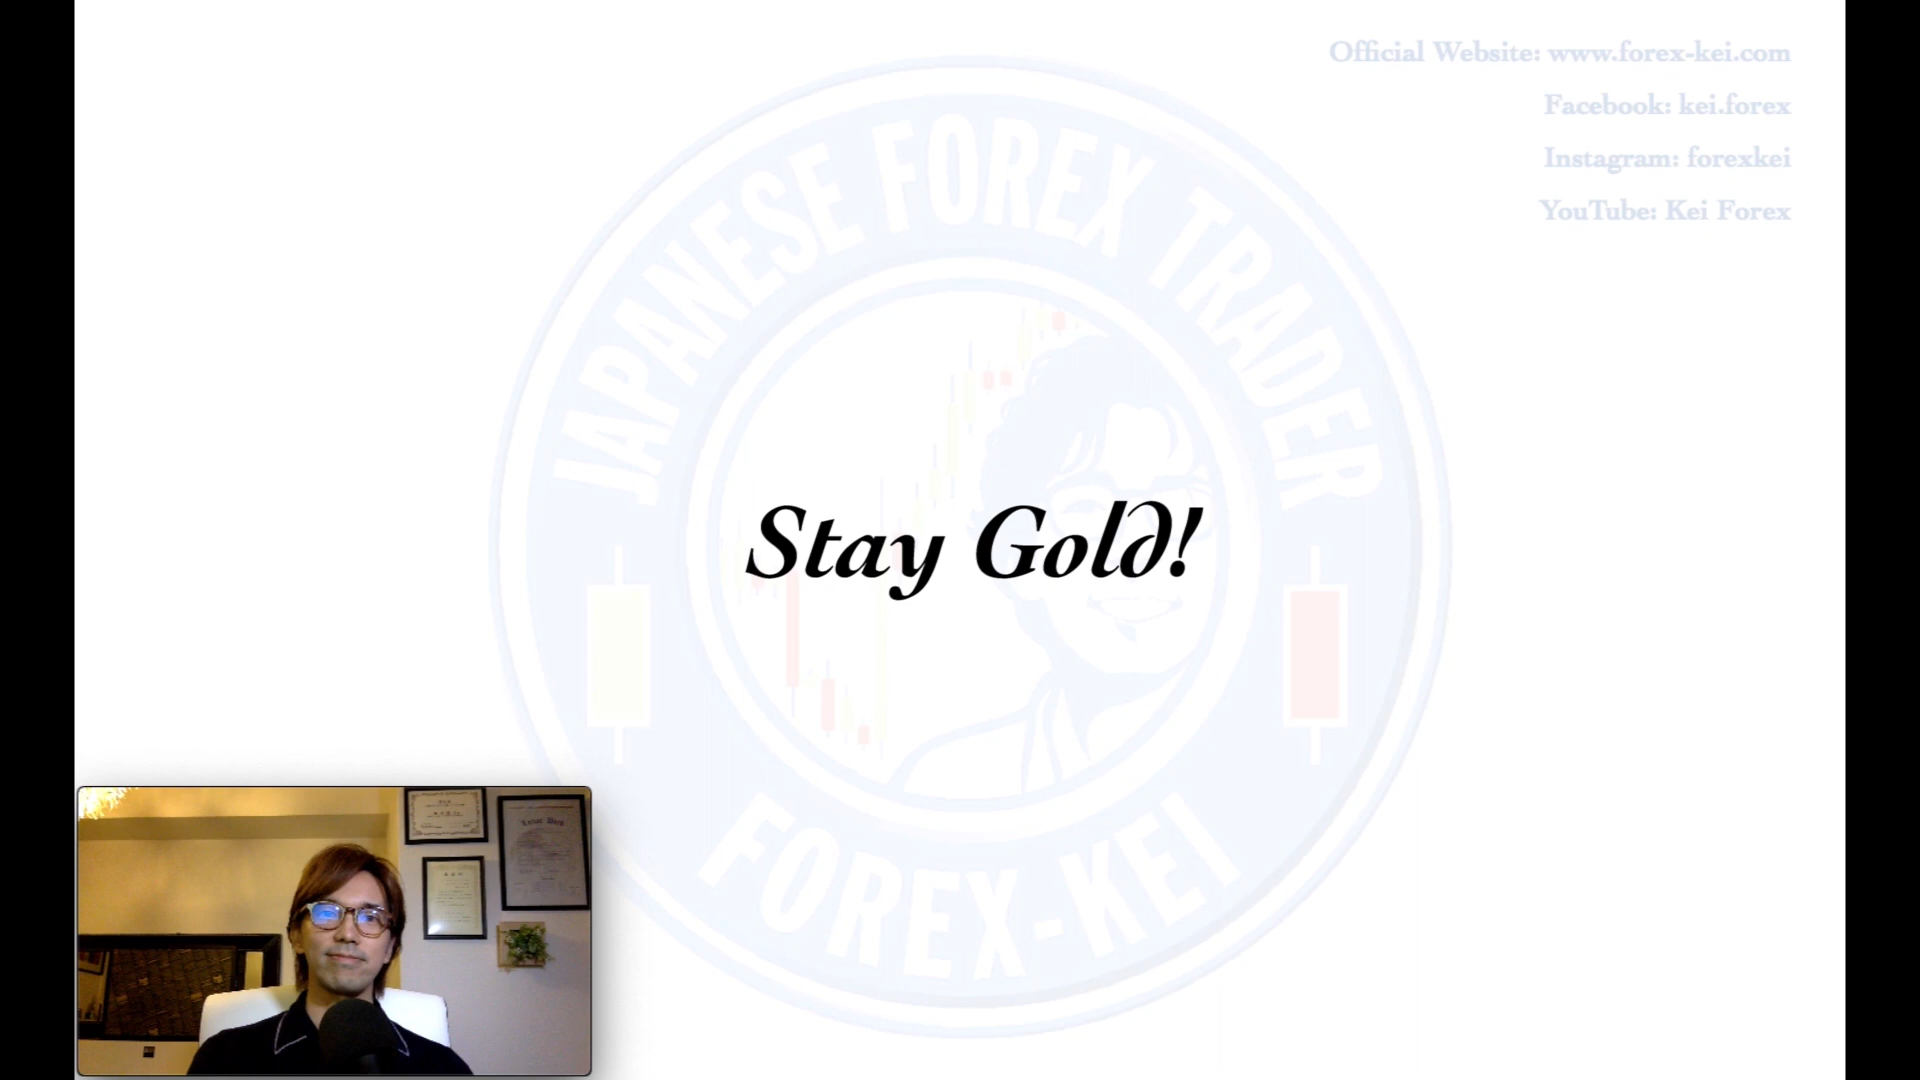 Official Website: www.forex-kei.com
Facebook: kei.forex
Instagram: forexkei
YouTube: Kei Forex
JAPANESE FOREX TRADER
Stay Gold!
FOREX-KEI